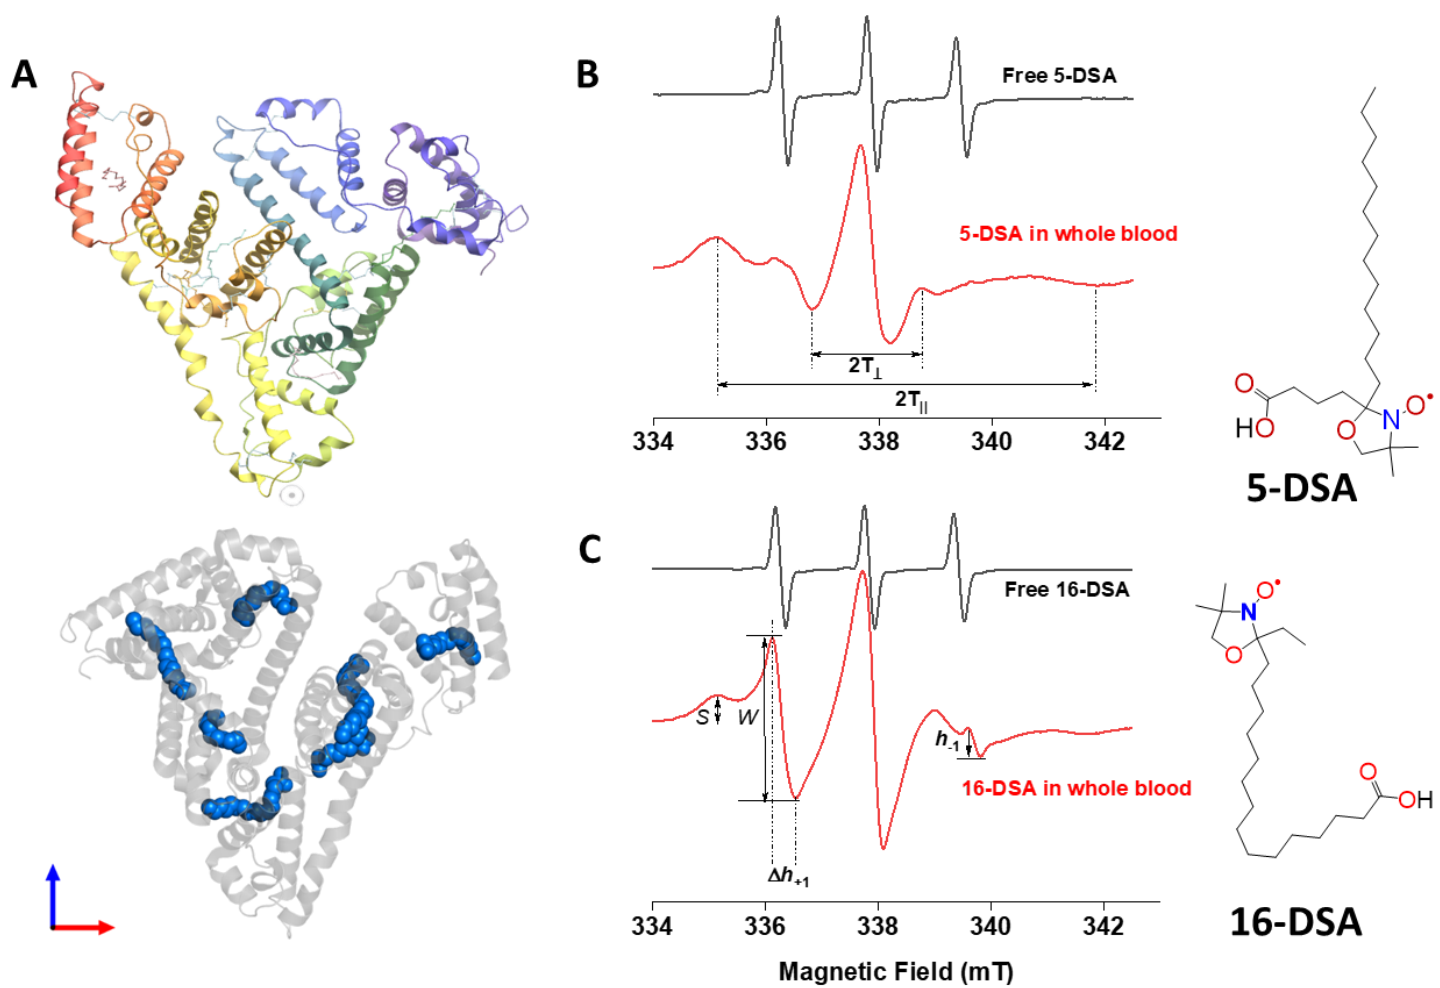 A
B
Free 5-DSA
5-DSA in whole blood
2T⊥
2T||
334 336 338 340 342
O
HO
O
N
O•
5-DSA
C
Free 16-DSA
S
W
h-1
16-DSA in whole blood
Δh+1
334 336 338 340 342
Magnetic Field (mT)
O•
N
O
O
OH
16-DSA